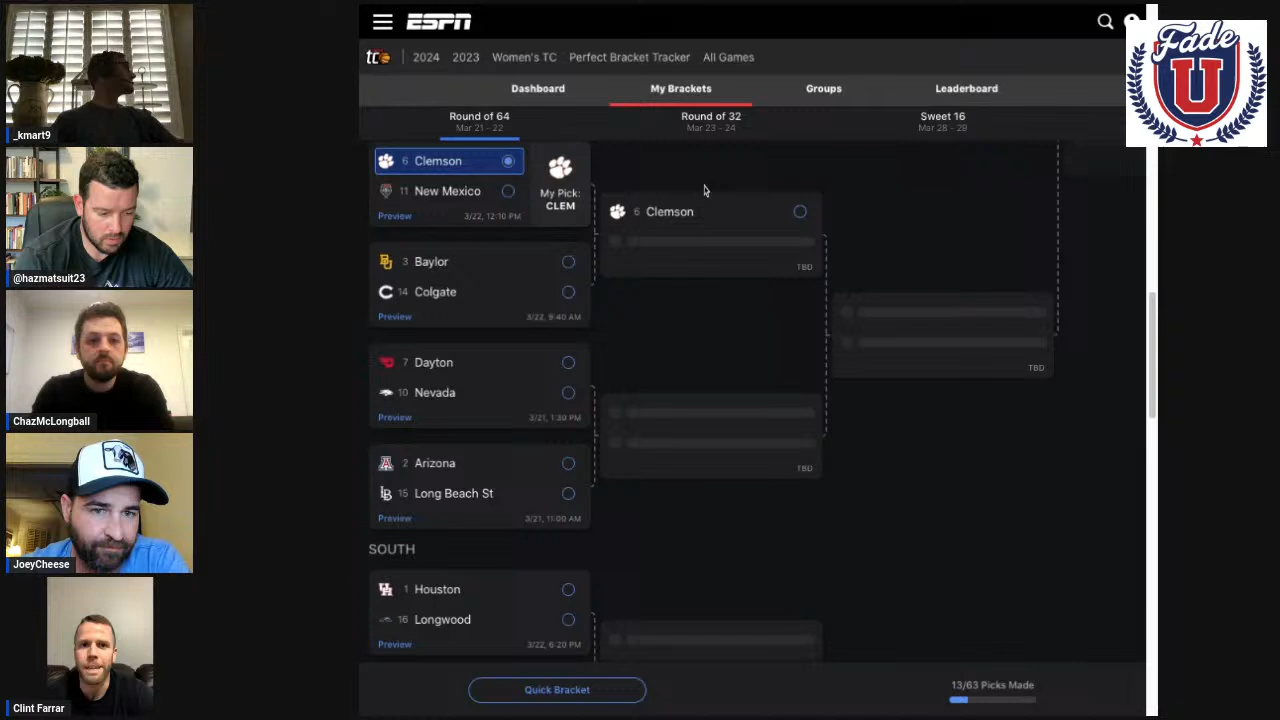 _kmart9
@hazmatsuit23
ChazMcLongball
JoeyCheese
Clint Farrar
ESPN
Fade
U
tc
2024
2023
Women's TC
Perfect Bracket Tracker
All Games
Dashboard
My Brackets
Groups
Leaderboard
Round of 64
Mar 21 - 22
Round of 32
Mar 23 - 24
Sweet 16
Mar 28 - 29
6 Clemson
11 New Mexico
Preview
3/22, 12:10 PM
My Pick:
CLEM
6 Clemson
TBD
3 Baylor
14 Colgate
Preview
3/22, 9:40 AM
TBD
7 Dayton
10 Nevada
Preview
3/21, 1:30 PM
TBD
2 Arizona
15 Long Beach St
Preview
3/21, 11:00 AM
SOUTH
1 Houston
16 Longwood
Preview
3/22, 6:20 PM
Quick Bracket
13/63 Picks Made